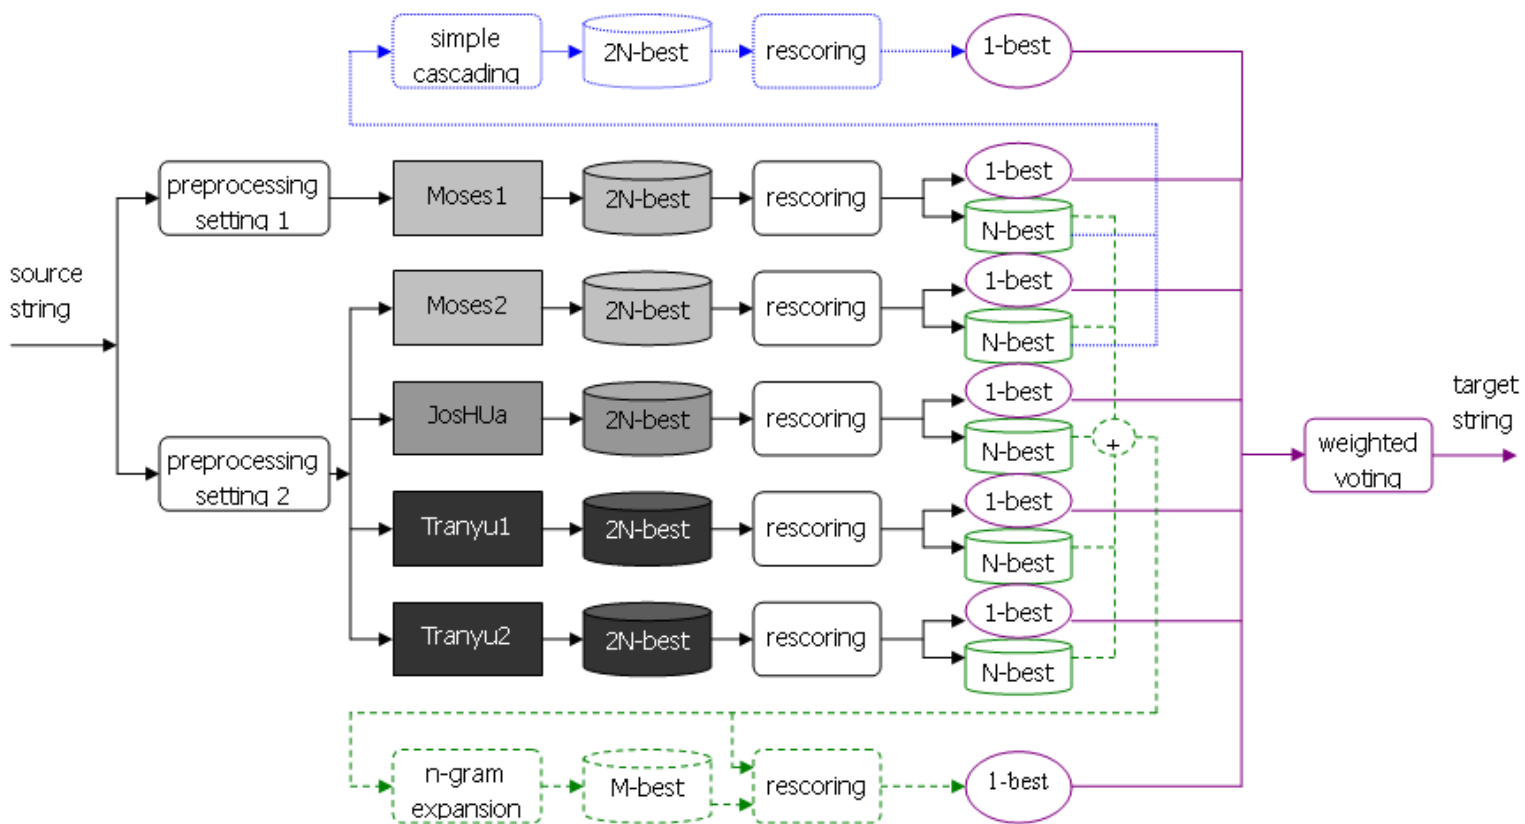 simple
cascading
2N-best
rescoring
1-best
preprocessing
setting 1
Moses1
2N-best
rescoring
1-best
N-best
source
string
Moses2
2N-best
rescoring
1-best
N-best
JosHUa
2N-best
rescoring
1-best
N-best
+
target
string
weighted
voting
preprocessing
setting 2
Tranyu1
2N-best
rescoring
1-best
N-best
Tranyu2
2N-best
rescoring
1-best
N-best
n-gram
expansion
M-best
rescoring
1-best